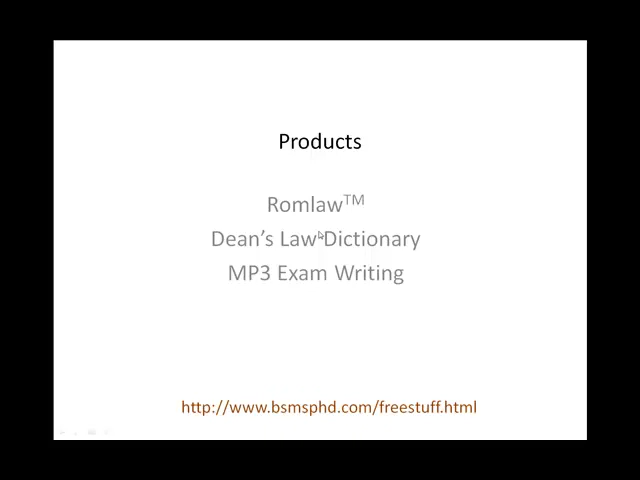 Products
Romlaw™
Dean's Law Dictionary
MP3 Exam Writing
http://www.bsmsphd.com/freestuff.html